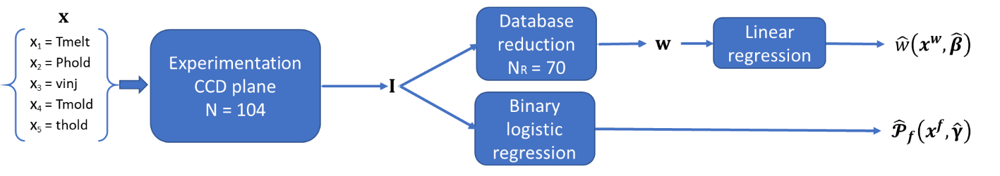 x
x₁ = Tmelt
x₂ = Phold
x₃ = vinj
x₄ = Tmold
x₅ = thold
Experimentation
CCD plane
N = 104
I
Database
reduction
Nᴿ = 70
w
Linear
regression
ŵ(xʷ, β̂)
Binary
logistic
regression
𝒫̂f(xᶠ, γ̂)